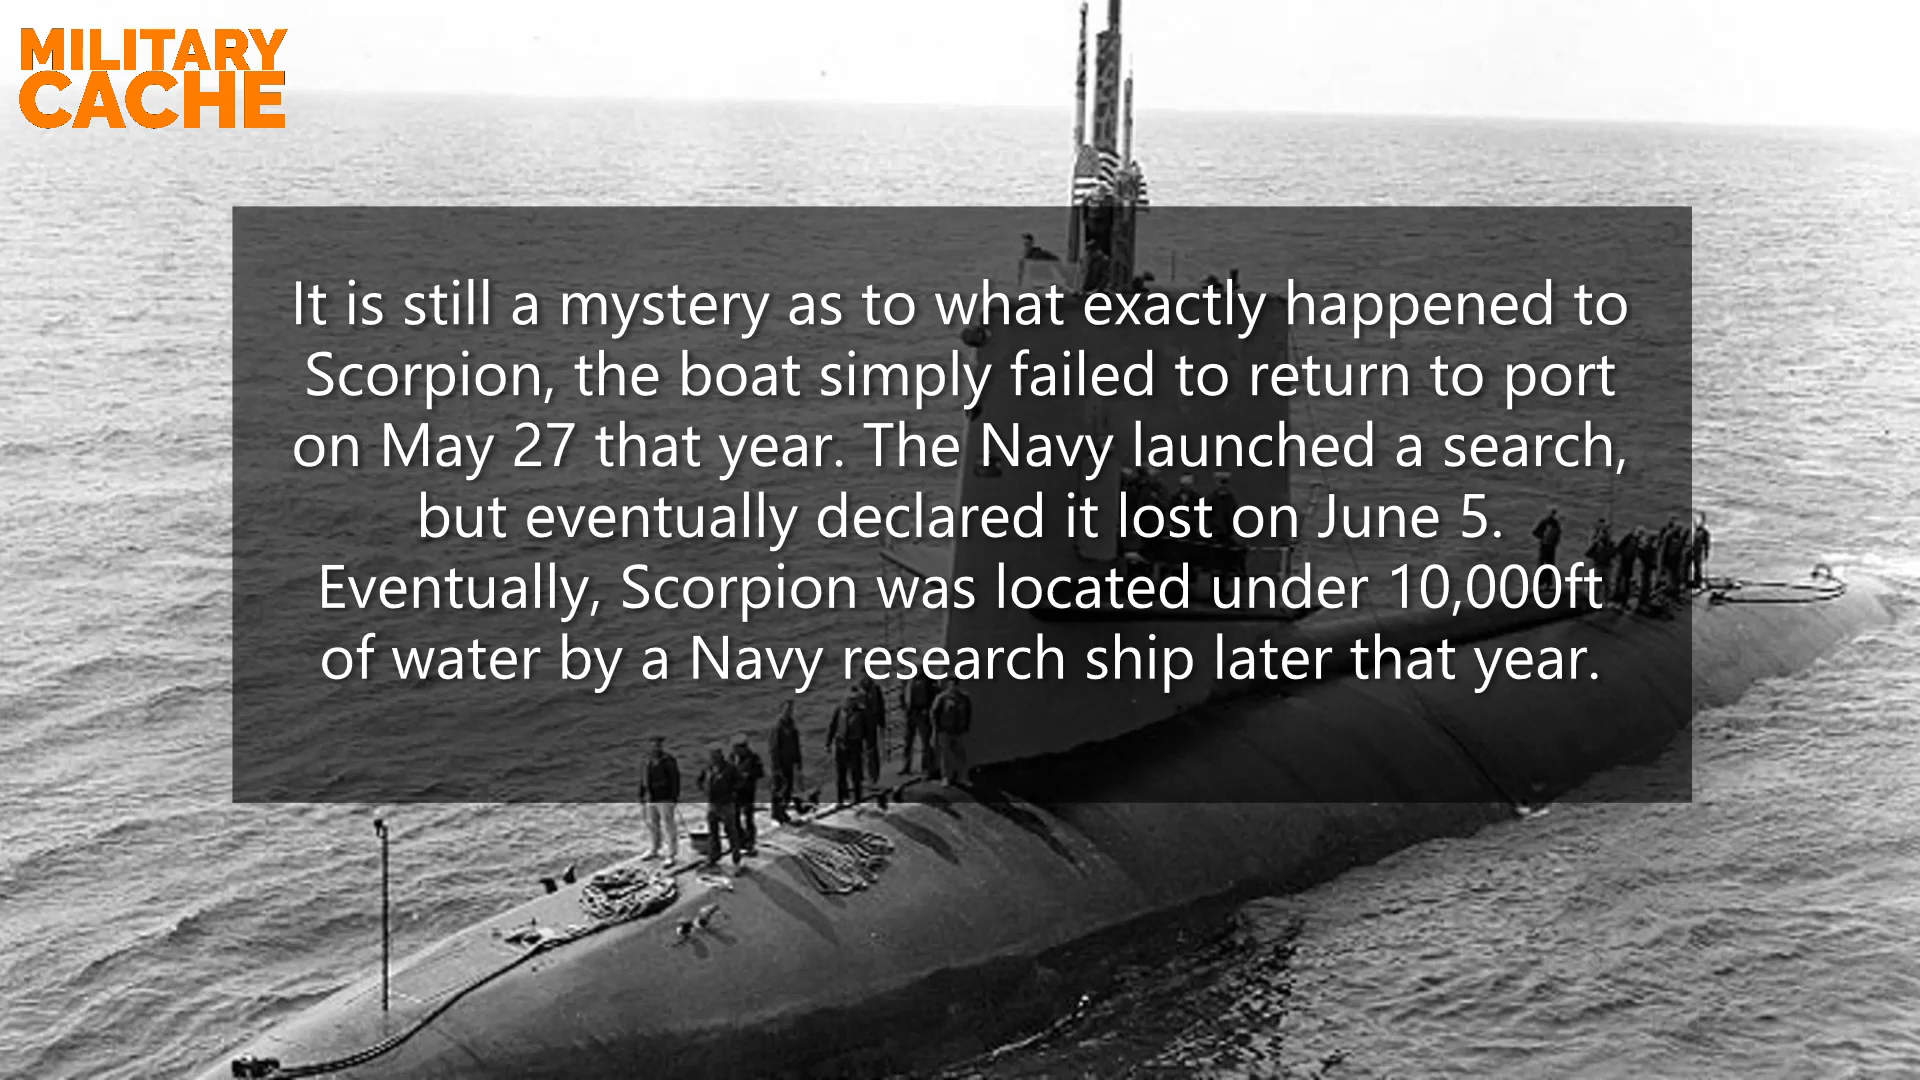 MILITARY
CACHE
It is still a mystery as to what exactly happened to
Scorpion, the boat simply failed to return to port
on May 27 that year. The Navy launched a search,
but eventually declared it lost on June 5.
Eventually, Scorpion was located under 10,000ft
of water by a Navy research ship later that year.